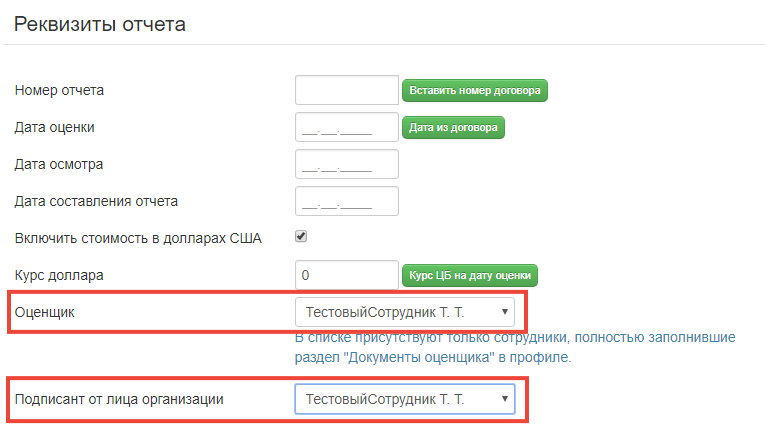 Реквизиты отчета
Номер отчета Вставить номер договора
Дата оценки __.__.____ Дата из договора
Дата осмотра __.__.____
Дата составления отчета __.__.____
Включить стоимость в долларах США
Курс доллара 0 Курс ЦБ на дату оценки
Оценщик ТестовыйСотрудник Т. Т.
В списке присутствуют только сотрудники, полностью заполнившие
раздел "Документы оценщика" в профиле.
Подписант от лица организации ТестовыйСотрудник Т. Т.